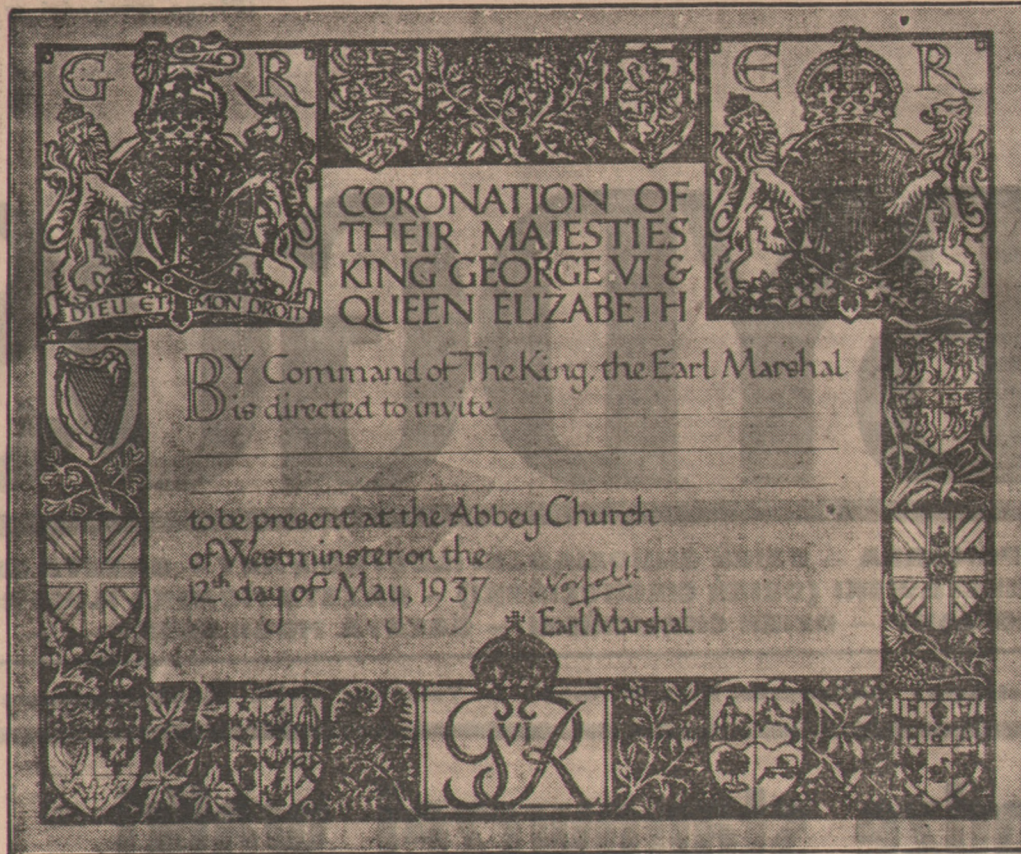 G R
E R
CORONATION OF
THEIR MAJESTIES
KING GEORGE VI &
QUEEN ELIZABETH
DIEU ET MON DROIT
BY Command of The King, the Earl Marshal
is directed to invite
to be present at the Abbey Church
of Westminster on the
12th day of May, 1937
Norfolk
Earl Marshal
G VI R